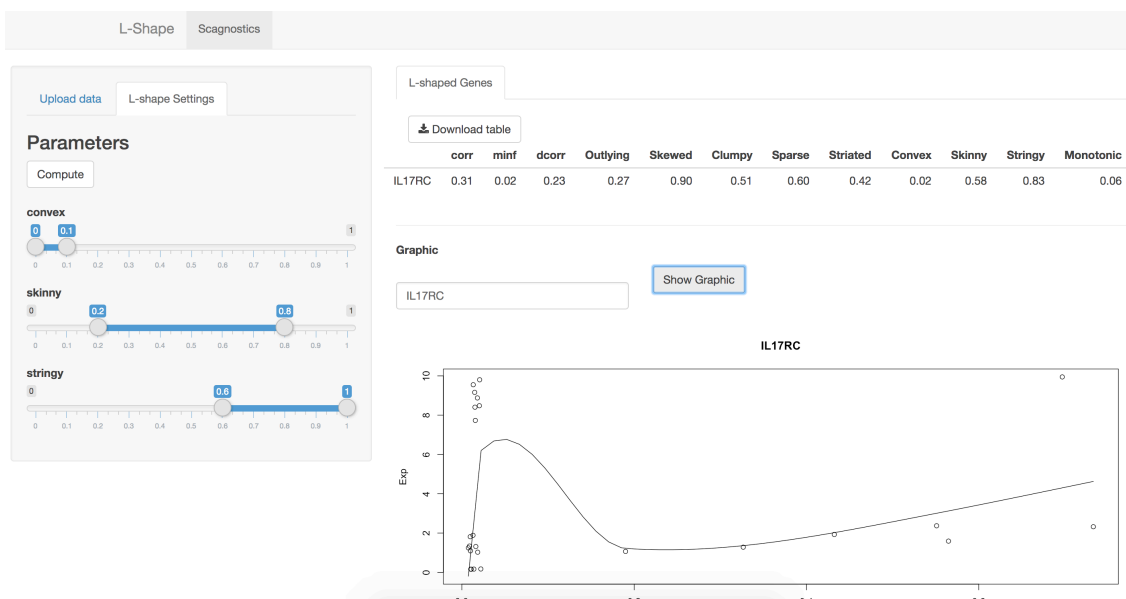 L-Shape Scagnostics
Upload data L-shape Settings
Parameters
Compute
convex
0 0.1 1
0 0.1 0.2 0.3 0.4 0.5 0.6 0.7 0.8 0.9 1
skinny
0 0.2 0.8 1
0 0.1 0.2 0.3 0.4 0.5 0.6 0.7 0.8 0.9 1
stringy
0 0.6 1
0 0.1 0.2 0.3 0.4 0.5 0.6 0.7 0.8 0.9 1
L-shaped Genes
Download table
corr minf dcorr Outlying Skewed Clumpy Sparse Striated Convex Skinny Stringy Monotonic
IL17RC 0.31 0.02 0.23 0.27 0.90 0.51 0.60 0.42 0.02 0.58 0.83 0.06
Graphic
IL17RC
Show Graphic
IL17RC
Exp
10
8
6
4
2
0